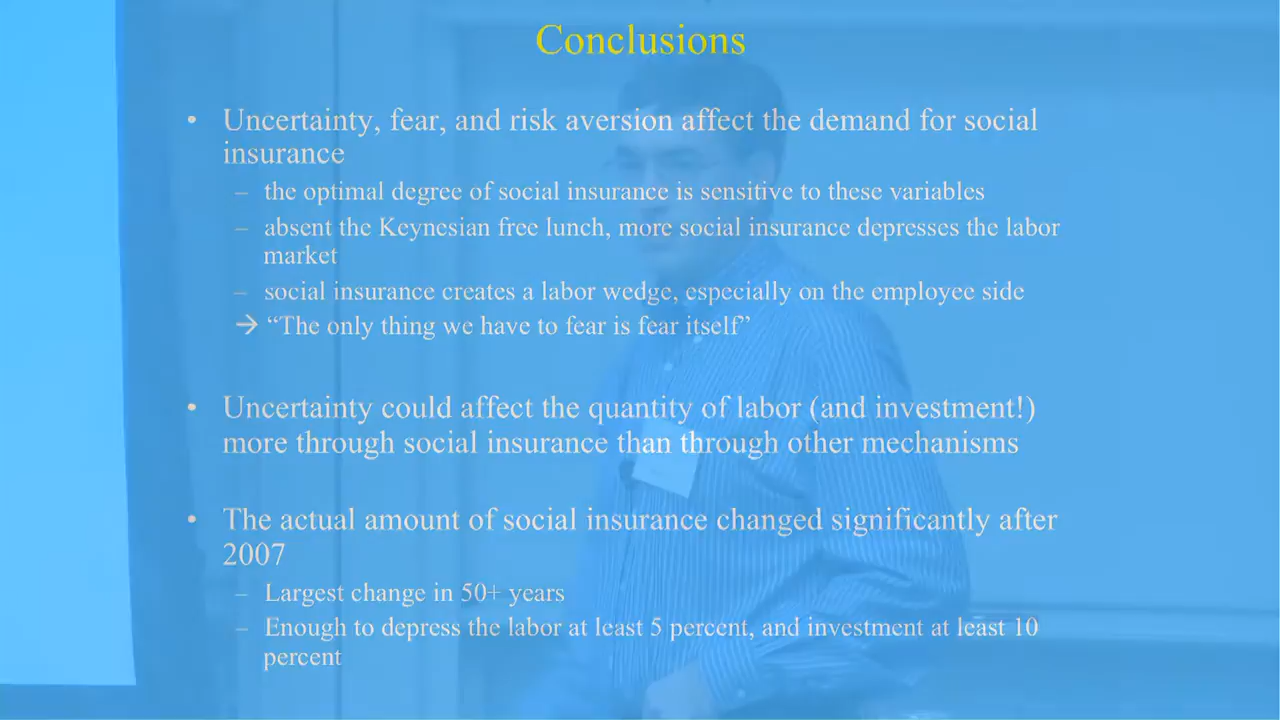 Conclusions
• Uncertainty, fear, and risk aversion affect the demand for social
insurance
– the optimal degree of social insurance is sensitive to these variables
– absent the Keynesian free lunch, more social insurance depresses the labor
market
– social insurance creates a labor wedge, especially on the employee side
→ “The only thing we have to fear is fear itself”
• Uncertainty could affect the quantity of labor (and investment!)
more through social insurance than through other mechanisms
• The actual amount of social insurance changed significantly after
2007
– Largest change in 50+ years
– Enough to depress the labor at least 5 percent, and investment at least 10
percent